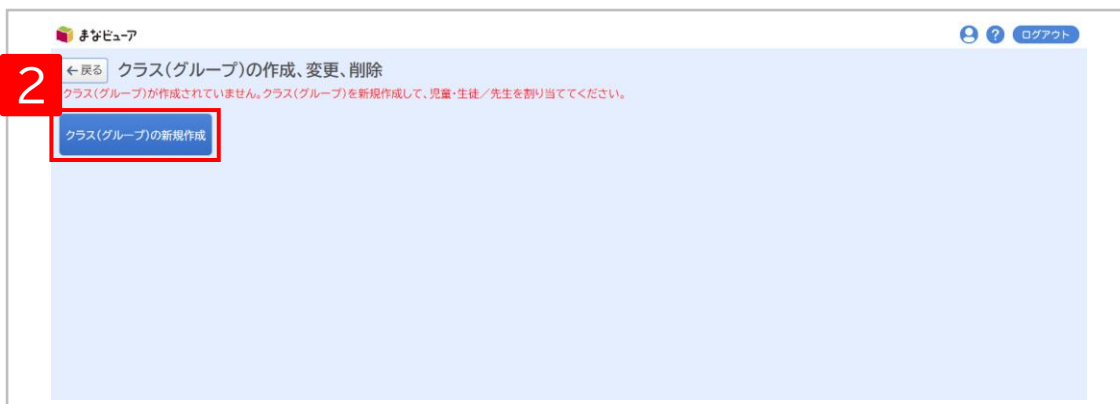 まなビューア
? ログアウト
2
←戻る クラス(グループ)の作成、変更、削除
クラス(グループ)が作成されていません。クラス(グループ)を新規作成して、児童・生徒/先生を割り当ててください。
クラス(グループ)の新規作成